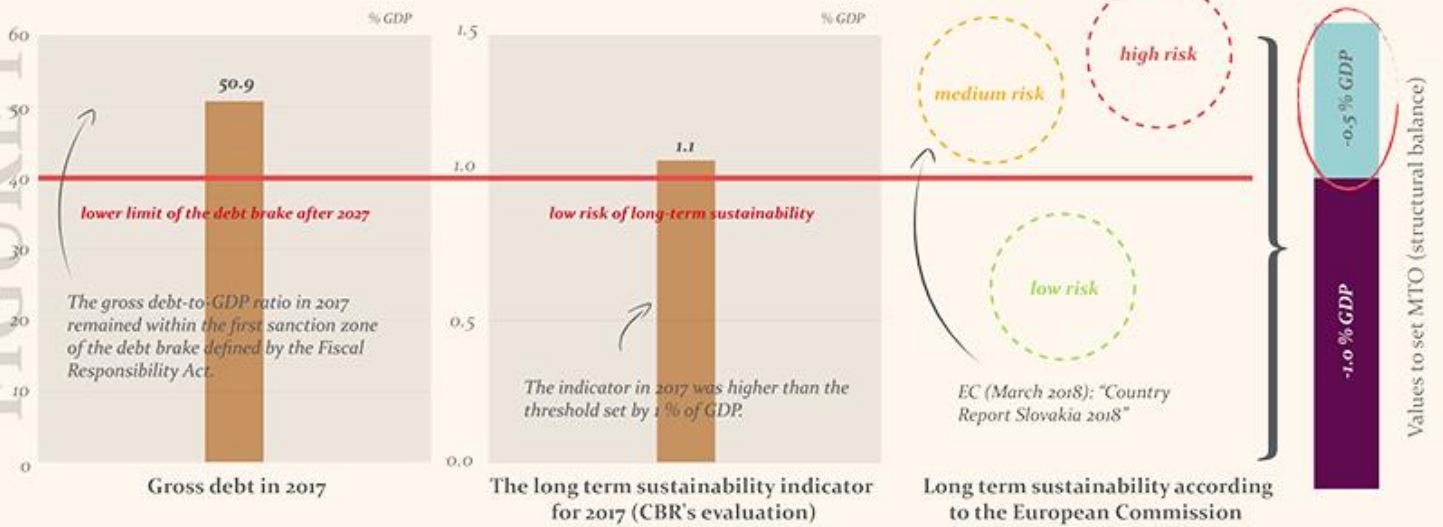 % GDP
60
50
40
30
20
10
0
50.9
lower limit of the debt brake after 2027
The gross debt-to-GDP ratio in 2017
remained within the first sanction zone
of the debt brake defined by the Fiscal
Responsibility Act.
Gross debt in 2017
% GDP
1.5
1.0
0.5
0.0
1.1
low risk of long-term sustainability
The indicator in 2017 was higher than the
threshold set by 1 % of GDP.
The long term sustainability indicator
for 2017 (CBR's evaluation)
medium risk
high risk
low risk
EC (March 2018): “Country
Report Slovakia 2018”
Long term sustainability according
to the European Commission
-0.5 % GDP
-1.0 % GDP
Values to set MTO (structural balance)